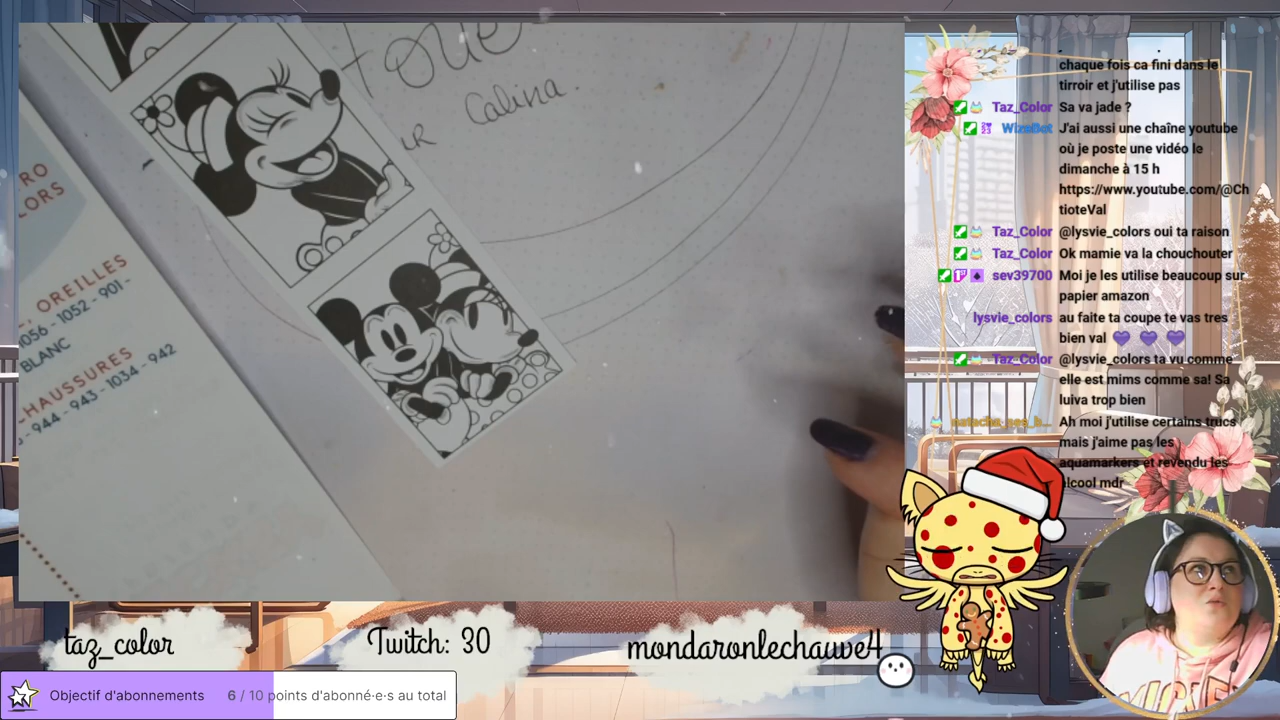 OUE
Calina.
RO
LORS
OREILLES
1056 - 1052 - 901 -
BLANC
HAUSSURES
- 944 - 943 - 1034 - 942
chaque fois ca fini dans le
tirroir et j'utilise pas
Taz_Color Sa va jade ?
WizeBot J'ai aussi une chaîne youtube
où je poste une vidéo le
dimanche à 15 h
https://www.youtube.com/@Ch
tioteVal
Taz_Color @lysvie_colors oui ta raison
Taz_Color Ok mamie va la chouchouter
sev39700 Moi je les utilise beaucoup sur
papier amazon
lysvie_colors au faite ta coupe te vas tres
bien val
Taz_Color @lysvie_colors ta vu comme
elle est mims comme sa! Sa
luiva trop bien
Ah moi j'utilise certains trucs
mais j'aime pas les
aquamarkers et revendu les
alcool mdr
taz_color
Twitch: 30
mondaronlechauve4
Objectif d'abonnements 6 / 10 points d'abonné·e·s au total